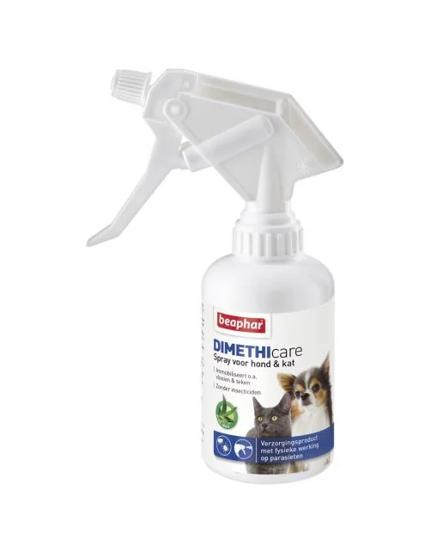 beaphar
DIMETHIcare
Spray voor hond & kat
Immobiliseert o.a.
vlooien & teken
Zonder insecticiden
Verzorgingsproduct
met fysieke werking
op parasieten